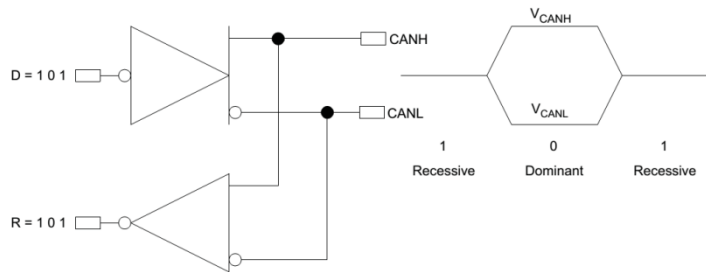 D = 1 0 1
CANH
CANL
R = 1 0 1
VCANH
VCANL
1 0 1
Recessive Dominant Recessive